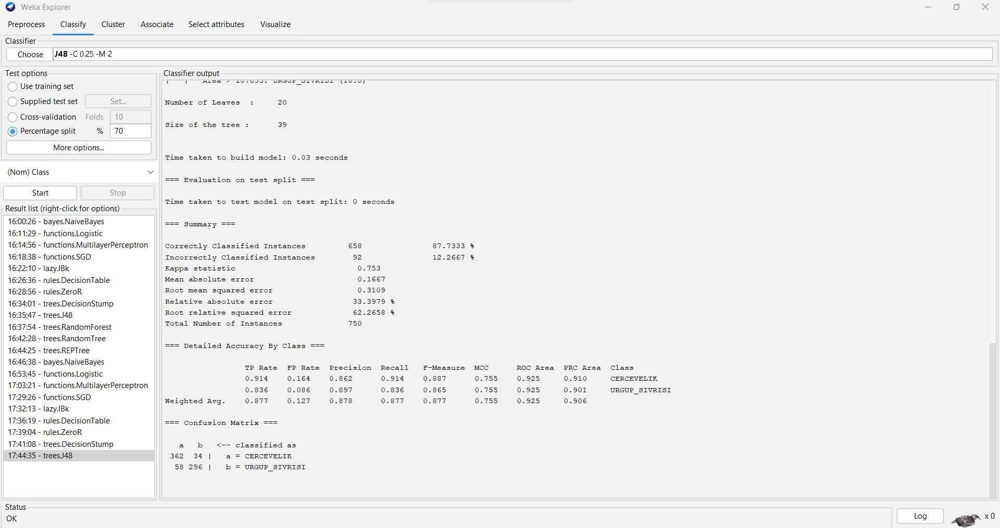 Weka Explorer
Preprocess Classify Cluster Associate Select attributes Visualize
Classifier
Choose J48 -C 0.25 -M 2
Test options
Use training set
Supplied test set Set...
Cross-validation Folds 10
Percentage split % 70
More options...
(Nom) Class
Start Stop
Result list (right-click for options)
16:00:26 - bayes.NaiveBayes
16:11:29 - functions.Logistic
16:14:56 - functions.MultilayerPerceptron
16:18:38 - functions.SGD
16:22:10 - lazy.IBk
16:26:36 - rules.DecisionTable
16:28:56 - rules.ZeroR
16:34:01 - trees.DecisionStump
16:35:47 - trees.J48
16:37:54 - trees.RandomForest
16:42:28 - trees.RandomTree
16:44:25 - trees.REPTree
16:46:38 - bayes.NaiveBayes
16:53:45 - functions.Logistic
17:03:21 - functions.MultilayerPerceptron
17:29:26 - functions.SGD
17:32:13 - lazy.IBk
17:36:19 - rules.DecisionTable
17:39:04 - rules.ZeroR
17:41:08 - trees.DecisionStump
17:44:35 - trees.J48
Classifier output
| | Area > 107695: URGUP_SIVRISI (18.0)
Number of Leaves : 20
Size of the tree : 39
Time taken to build model: 0.03 seconds
=== Evaluation on test split ===
Time taken to test model on test split: 0 seconds
=== Summary ===
Correctly Classified Instances 658 87.7333 %
Incorrectly Classified Instances 92 12.2667 %
Kappa statistic 0.753
Mean absolute error 0.1667
Root mean squared error 0.3109
Relative absolute error 33.3979 %
Root relative squared error 62.2658 %
Total Number of Instances 750
=== Detailed Accuracy By Class ===
TP Rate FP Rate Precision Recall F-Measure MCC ROC Area PRC Area Class
0.914 0.164 0.862 0.914 0.887 0.755 0.925 0.910 CERCEVELIK
0.836 0.086 0.897 0.836 0.865 0.755 0.925 0.901 URGUP_SIVRISI
Weighted Avg. 0.877 0.127 0.878 0.877 0.877 0.755 0.925 0.906
=== Confusion Matrix ===
a b <-- classified as
362 34 | a = CERCEVELIK
58 296 | b = URGUP_SIVRISI
Status
OK
Log x 0